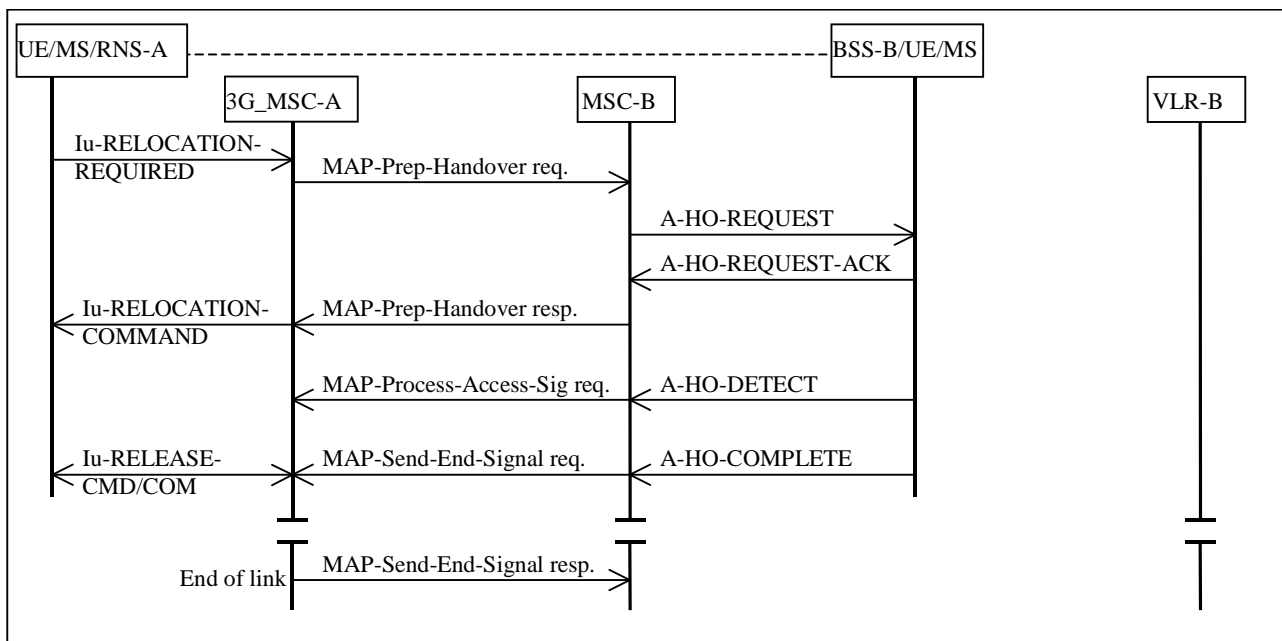 UE/MS/RNS-A
BSS-B/UE/MS
3G_MSC-A
MSC-B
VLR-B
Iu-RELOCATION-
REQUIRED
MAP-Prep-Handover req.
A-HO-REQUEST
A-HO-REQUEST-ACK
Iu-RELOCATION-
COMMAND
MAP-Prep-Handover resp.
MAP-Process-Access-Sig req.
A-HO-DETECT
Iu-RELEASE-
CMD/COM
MAP-Send-End-Signal req.
A-HO-COMPLETE
End of link
MAP-Send-End-Signal resp.